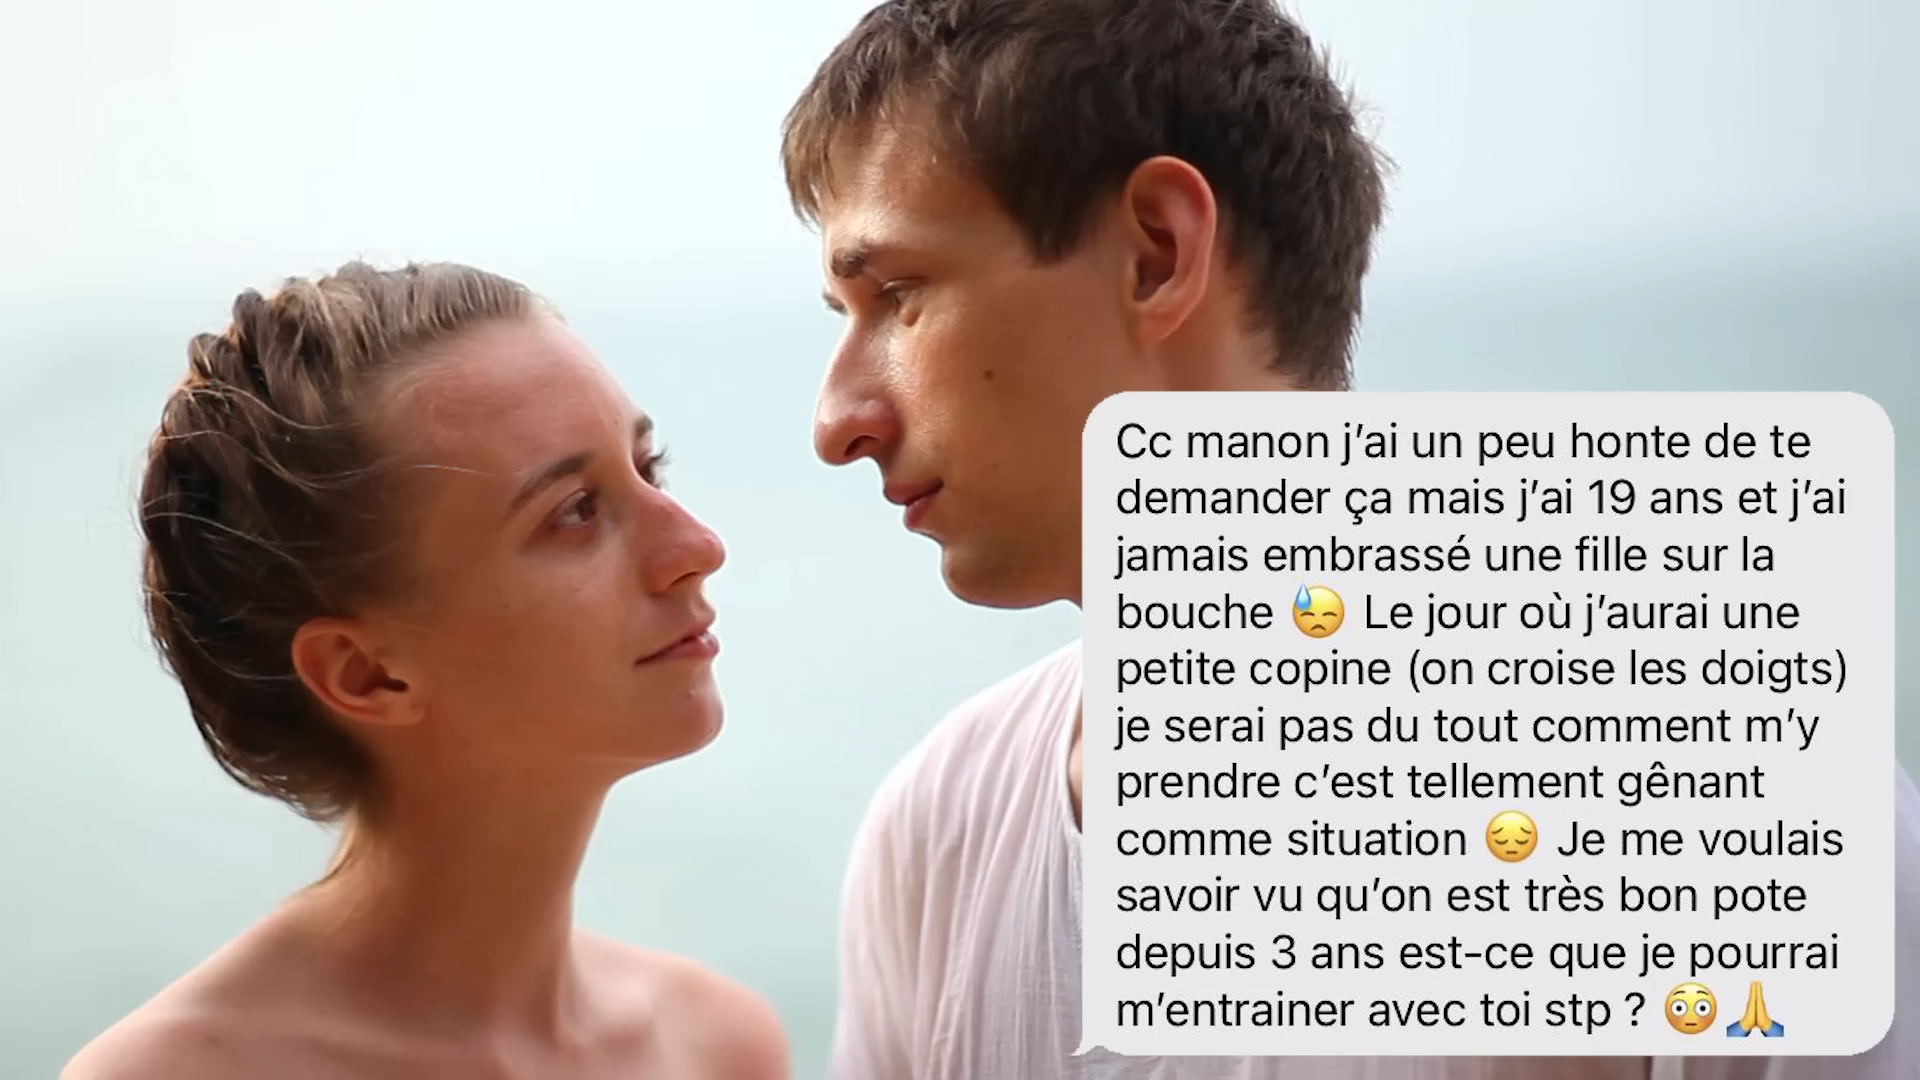 Cc manon j’ai un peu honte de te
demander ça mais j’ai 19 ans et j’ai
jamais embrassé une fille sur la
bouche 😓 Le jour où j’aurai une
petite copine (on croise les doigts)
je serai pas du tout comment m’y
prendre c’est tellement gênant
comme situation 😔 Je me voulais
savoir vu qu’on est très bon pote
depuis 3 ans est-ce que je pourrai
m’entrainer avec toi stp ? 😳🙏